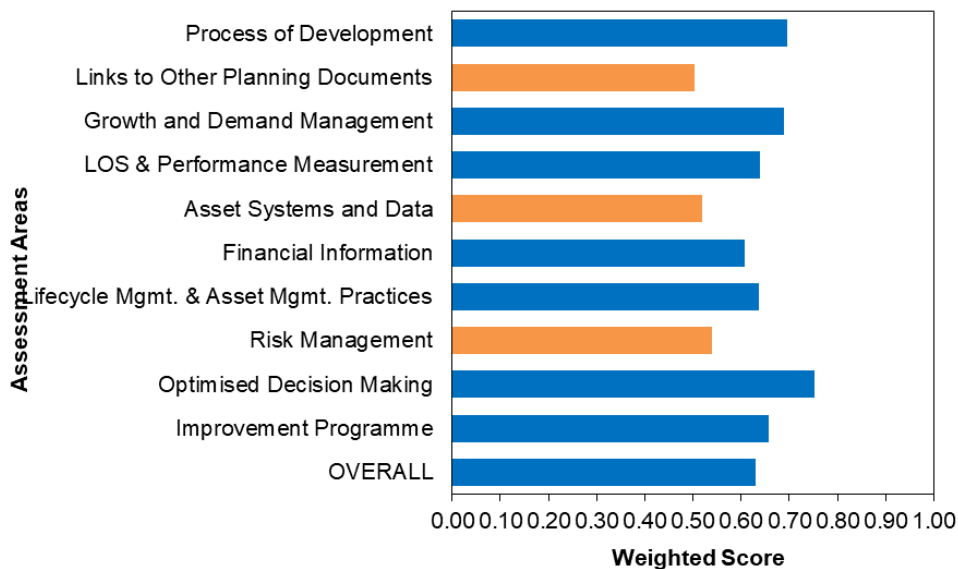 Process of Development
Links to Other Planning Documents
Growth and Demand Management
LOS & Performance Measurement
Asset Systems and Data
Financial Information
Lifecycle Mgmt. & Asset Mgmt. Practices
Risk Management
Optimised Decision Making
Improvement Programme
OVERALL
Assessment Areas
0.00 0.10 0.20 0.30 0.40 0.50 0.60 0.70 0.80 0.90 1.00
Weighted Score